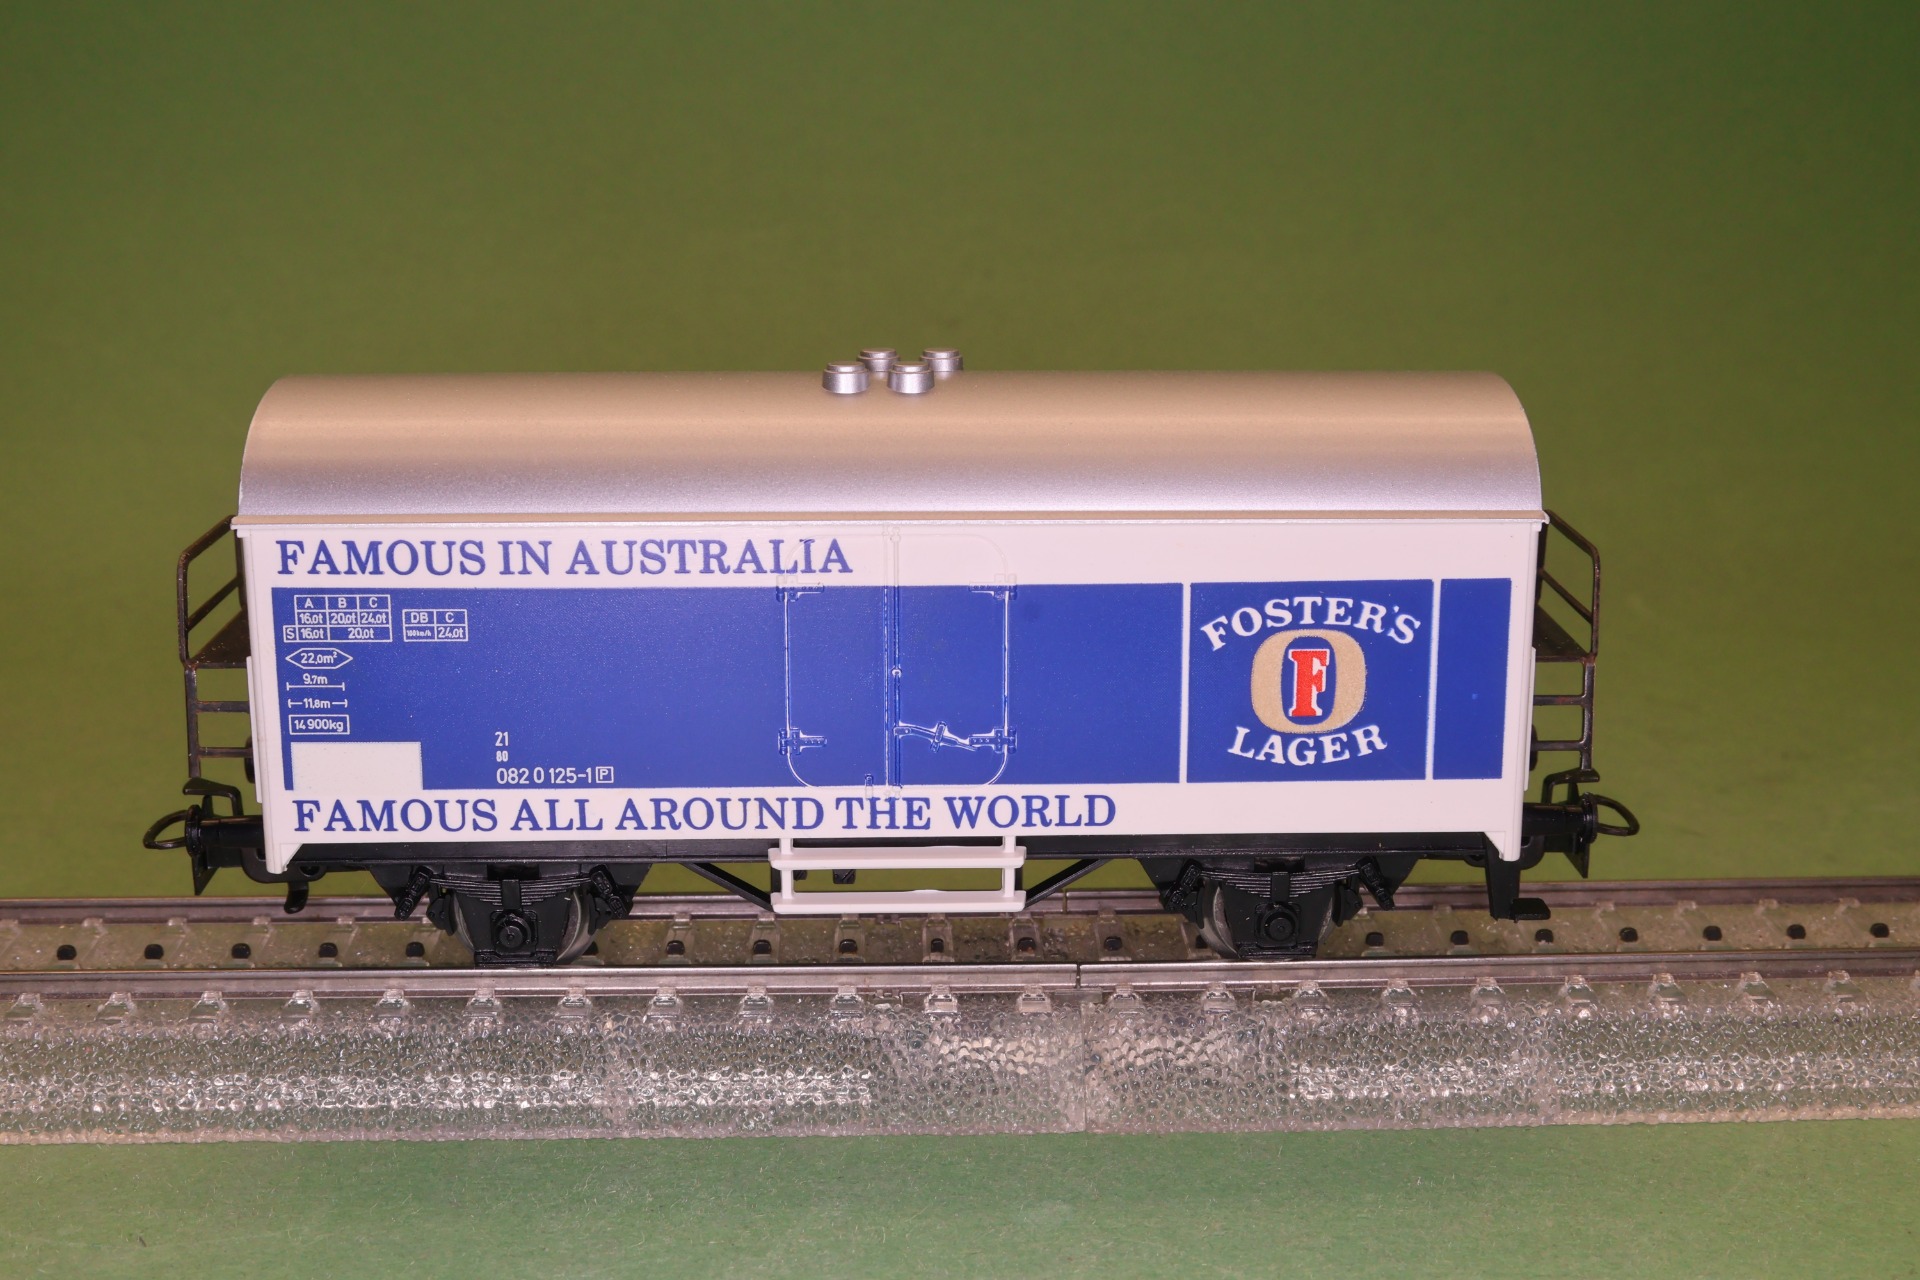 FAMOUS IN AUSTRALIA
A B C
16,0t 20,0t 24,0t
S 16,0t 20,0t
DB C
100km/h 24,0t
22,0m²
9,7m
11,8m
14 900kg
21
80
082 0 125-1 P
FOSTER'S
F
LAGER
FAMOUS ALL AROUND THE WORLD